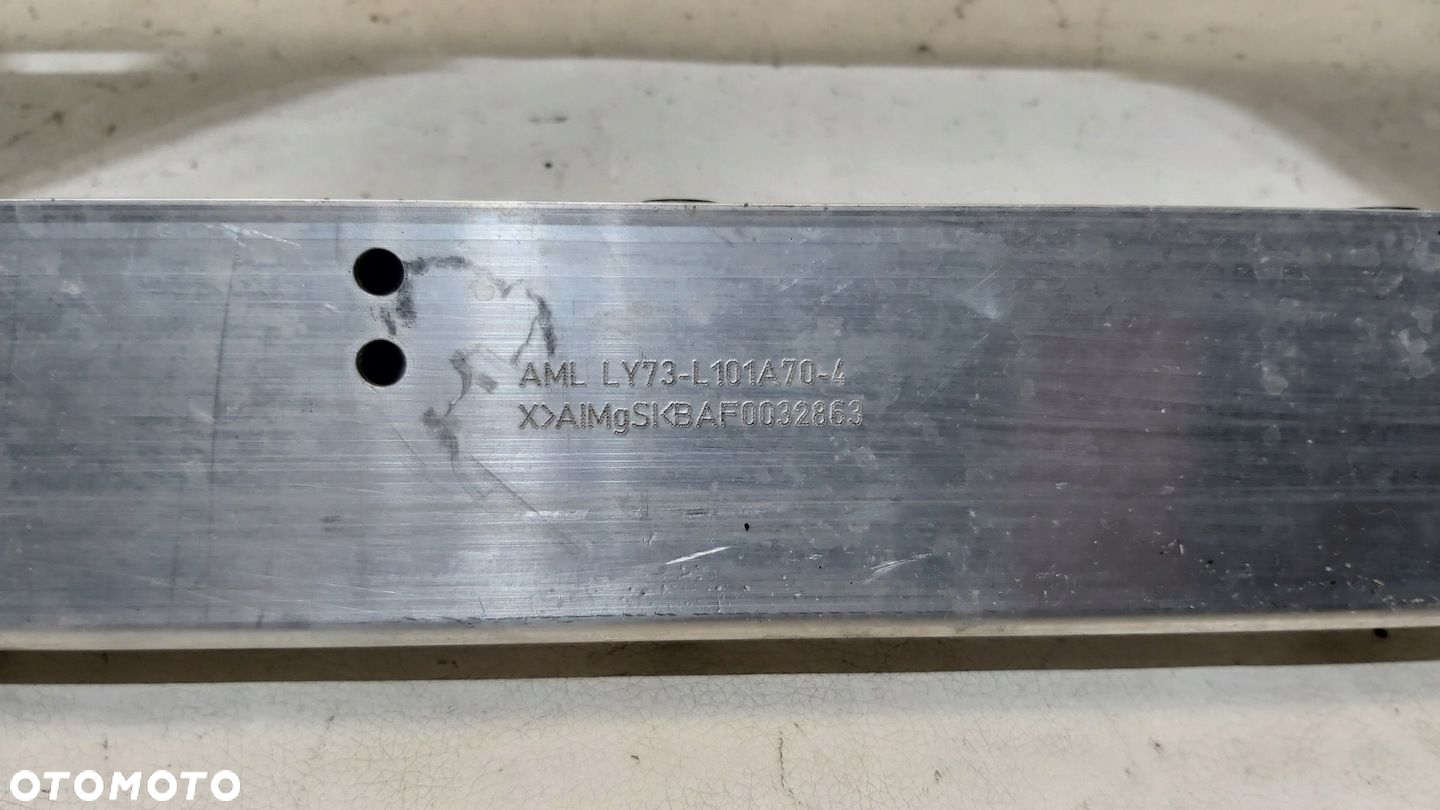 AML LY73-L101A70-4
X>AlMgSi<BAF0032863
OTOMOTO